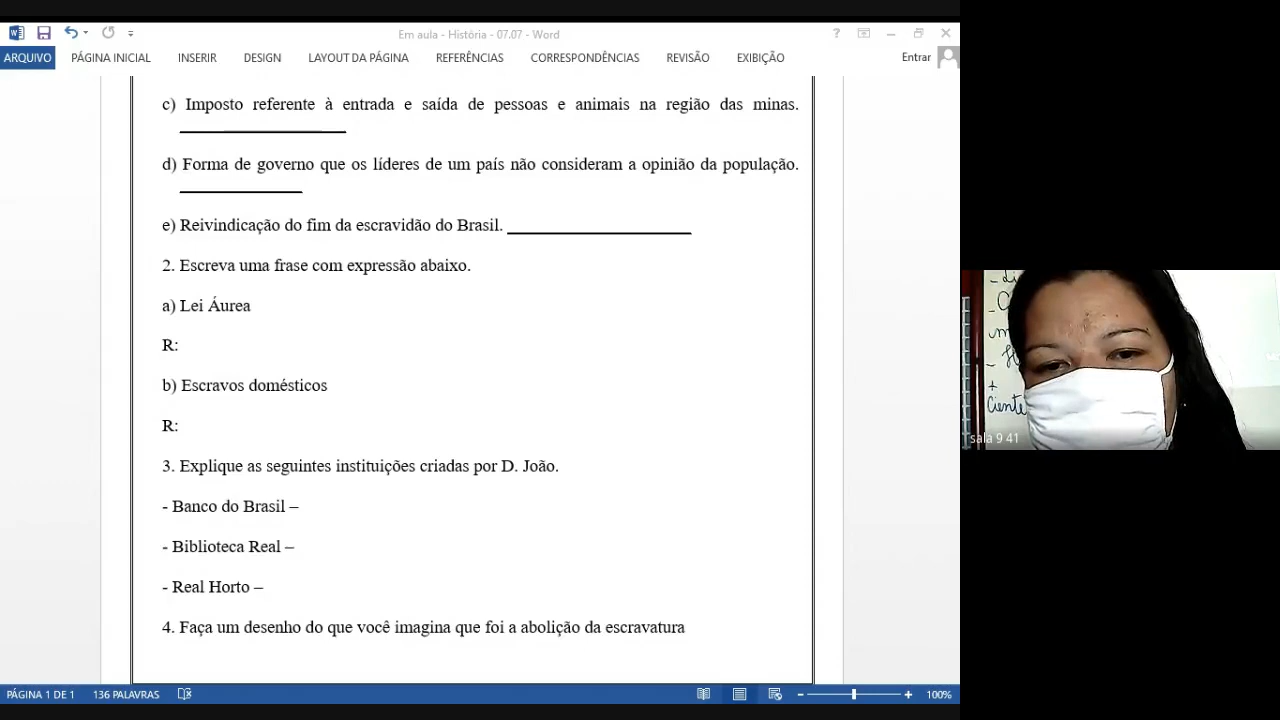 Em aula - História - 07.07 - Word
?
ARQUIVO PÁGINA INICIAL INSERIR DESIGN LAYOUT DA PÁGINA REFERÊNCIAS CORRESPONDÊNCIAS REVISÃO EXIBIÇÃO Entrar
c) Imposto referente à entrada e saída de pessoas e animais na região das minas.
d) Forma de governo que os líderes de um país não consideram a opinião da população.
e) Reivindicação do fim da escravidão do Brasil.
2. Escreva uma frase com expressão abaixo.
a) Lei Áurea
R:
b) Escravos domésticos
R:
3. Explique as seguintes instituições criadas por D. João.
- Banco do Brasil –
- Biblioteca Real –
- Real Horto –
4. Faça um desenho do que você imagina que foi a abolição da escravatura
PÁGINA 1 DE 1 136 PALAVRAS 100%
+
Ciente
sala 9 41